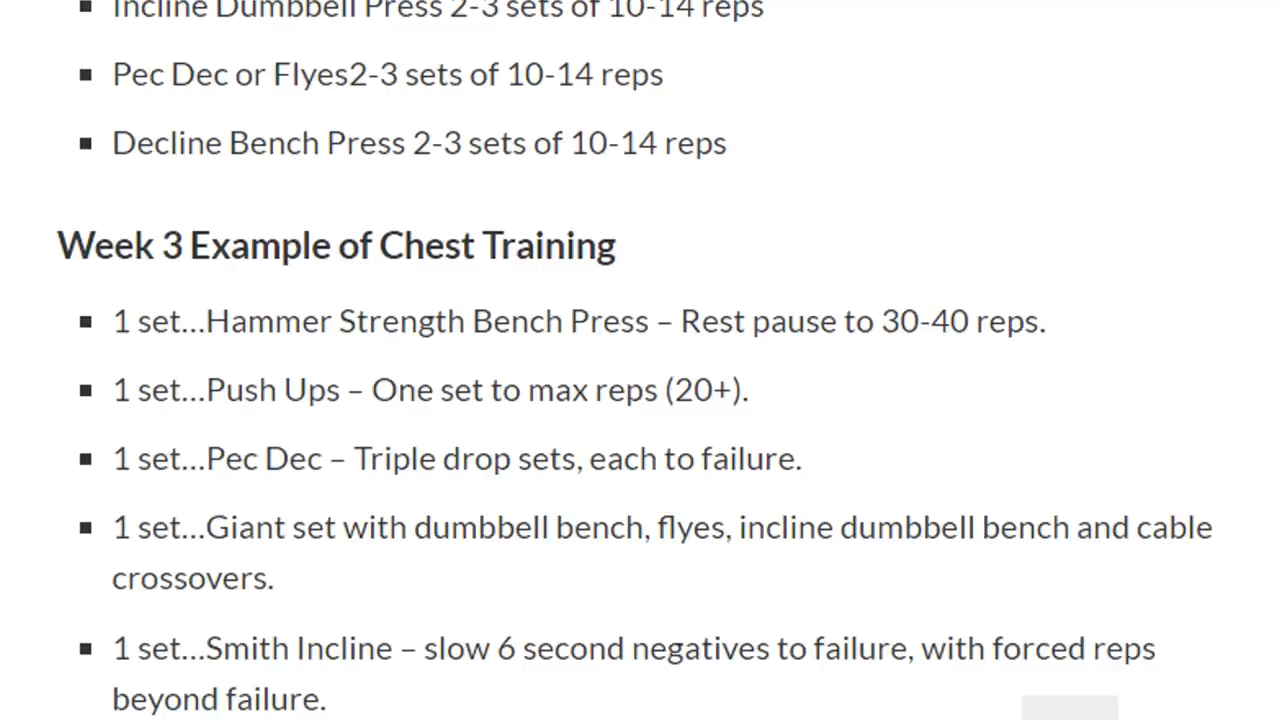 Incline Dumbbell Press 2-3 sets of 10-14 reps
Pec Dec or Flyes2-3 sets of 10-14 reps
Decline Bench Press 2-3 sets of 10-14 reps
Week 3 Example of Chest Training
1 set...Hammer Strength Bench Press – Rest pause to 30-40 reps.
1 set...Push Ups – One set to max reps (20+).
1 set...Pec Dec – Triple drop sets, each to failure.
1 set...Giant set with dumbbell bench, flyes, incline dumbbell bench and cable
crossovers.
1 set...Smith Incline – slow 6 second negatives to failure, with forced reps
beyond failure.